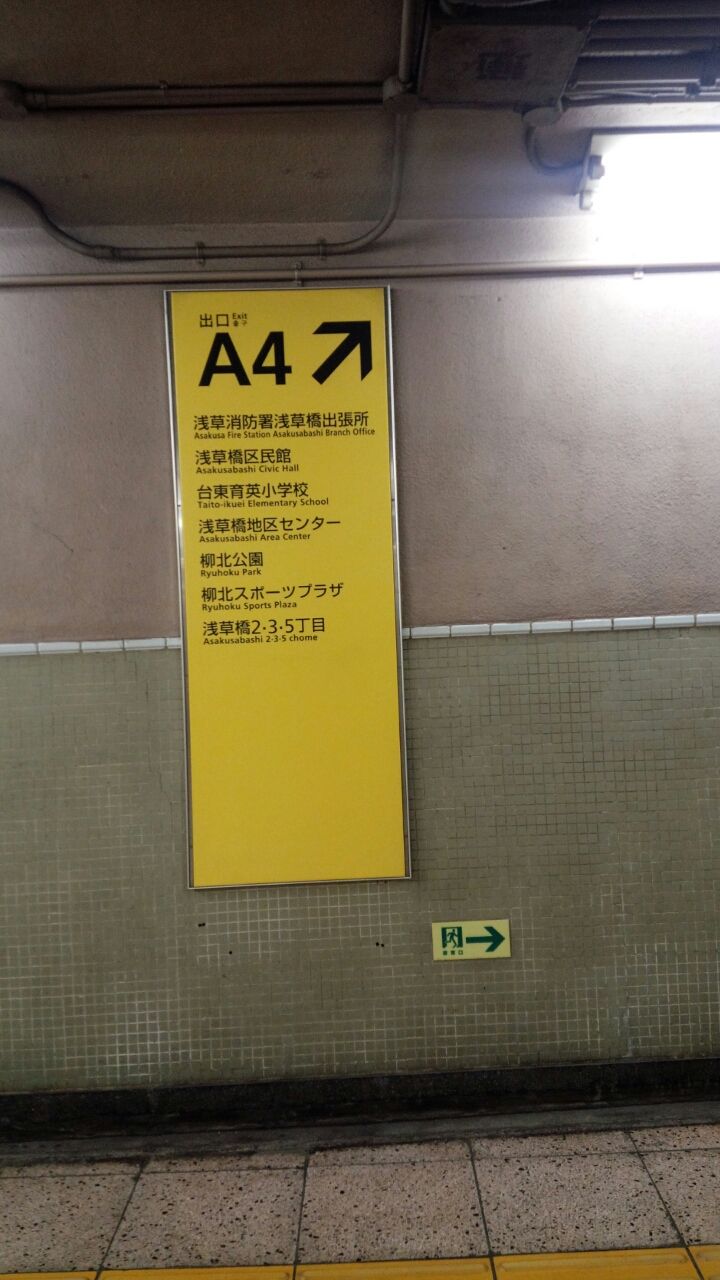 出口 Exit
A4
浅草消防署浅草橋出張所
Asakusa Fire Station Asakusabashi Branch Office
浅草橋区民館
Asakusabashi Civic Hall
台東育英小学校
Taito-ikuei Elementary School
浅草橋地区センター
Asakusabashi Area Center
柳北公園
Ryuhoku Park
柳北スポーツプラザ
Ryuhoku Sports Plaza
浅草橋2·3·5丁目
Asakusabashi 2·3·5 chome